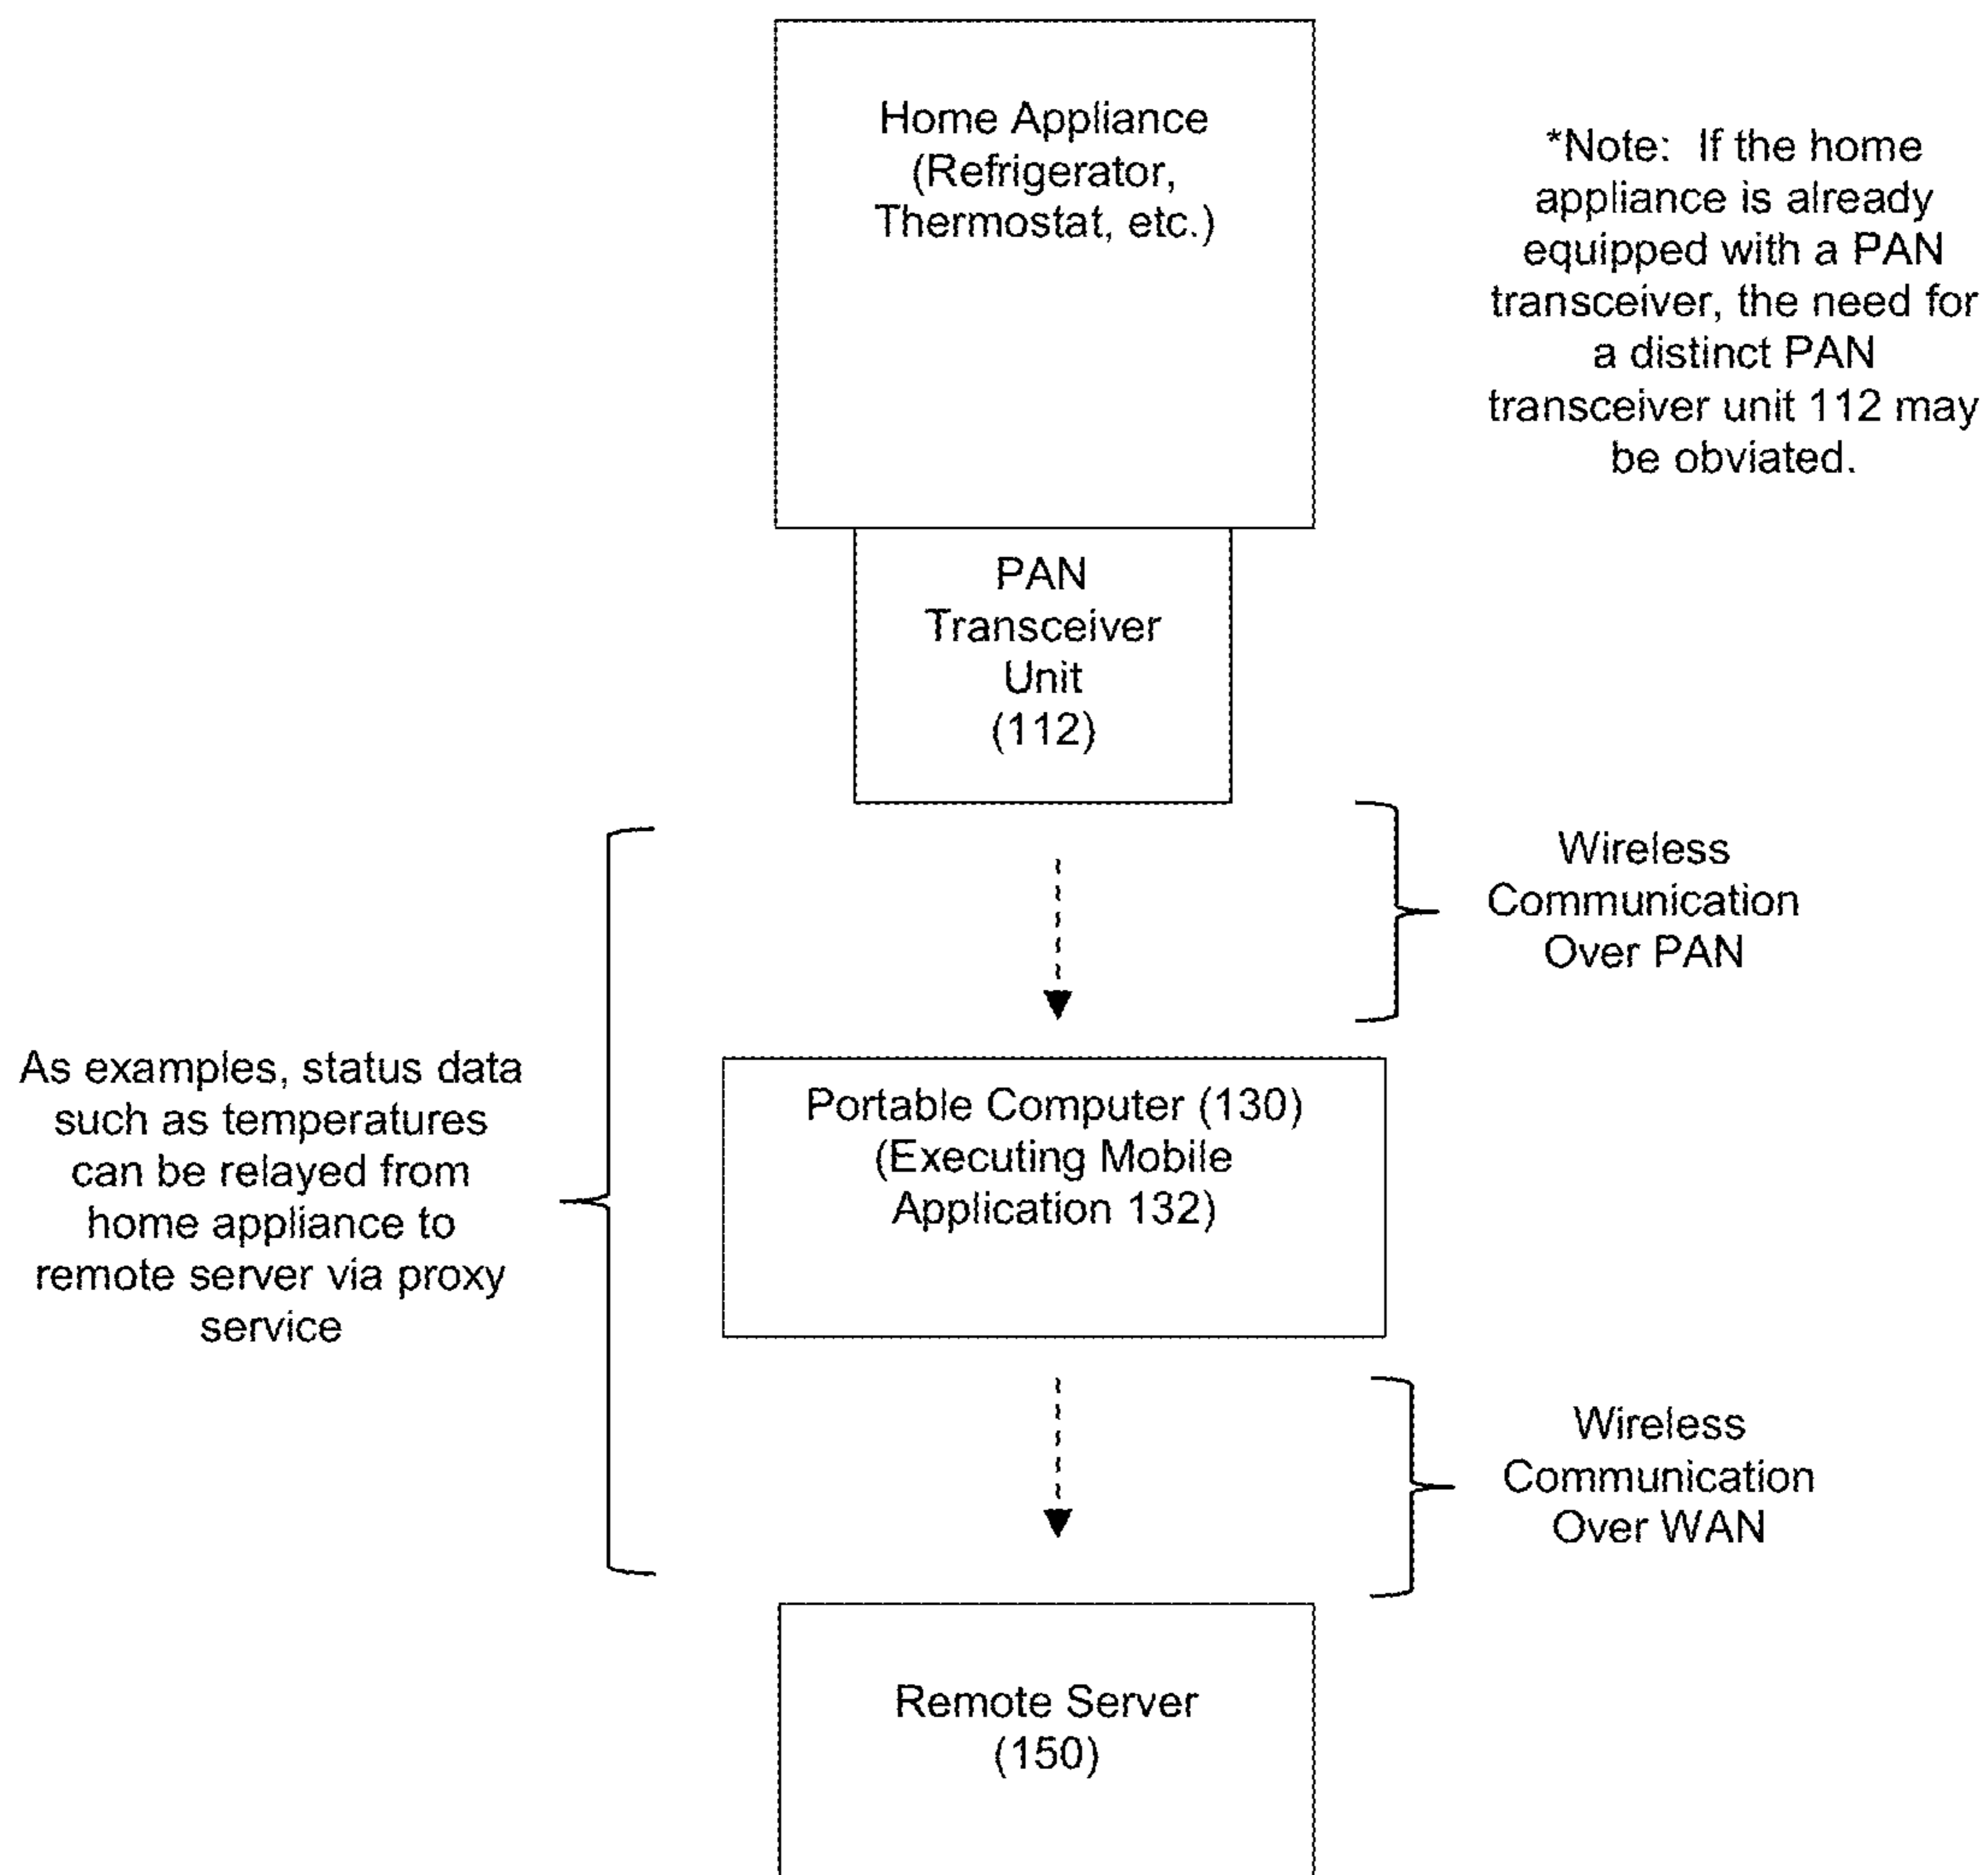 Home Appliance
(Refrigerator,
Thermostat, etc.)
*Note: If the home
appliance is already
equipped with a PAN
transceiver, the need for
a distinct PAN
transceiver unit 112 may
be obviated.
PAN
Transceiver
Unit
(112)
Wireless
Communication
Over PAN
As examples, status data
such as temperatures
can be relayed from
home appliance to
remote server via proxy
service
Portable Computer (130)
(Executing Mobile
Application 132)
Wireless
Communication
Over WAN
Remote Server
(150)